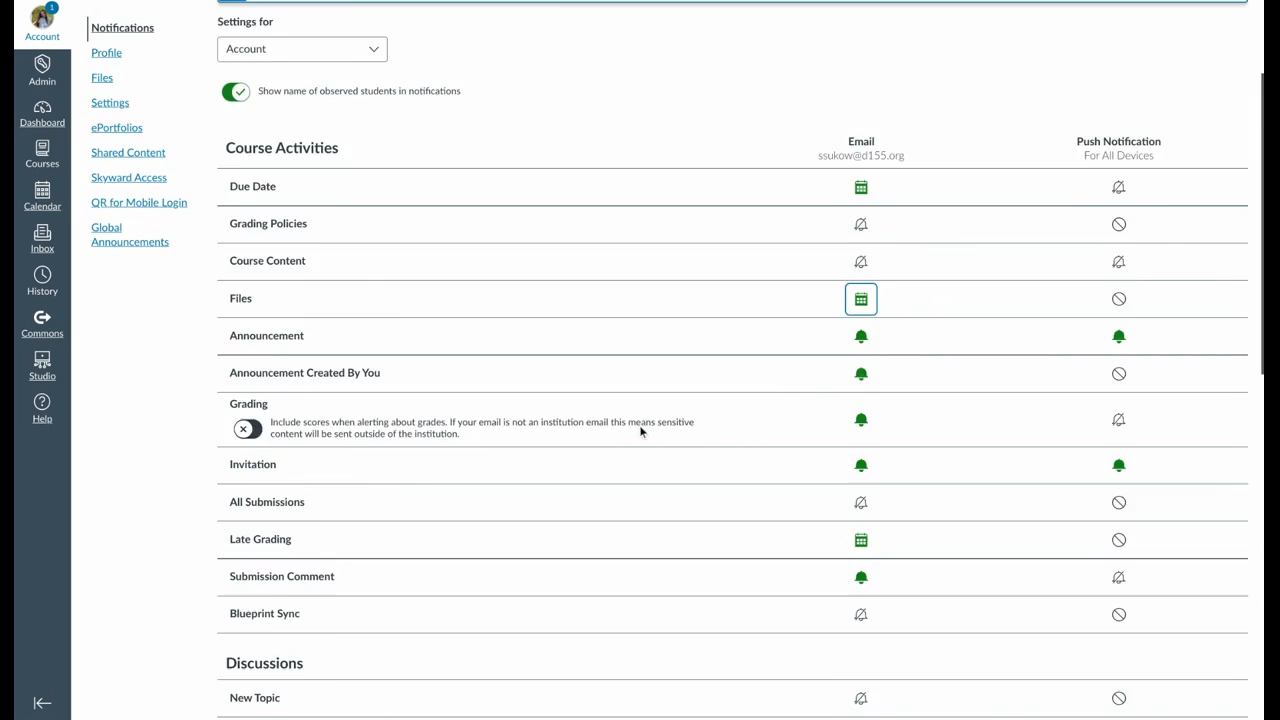 1
Account
Admin
Dashboard
Courses
Calendar
Inbox
History
Commons
Studio
Help
Notifications
Profile
Files
Settings
ePortfolios
Shared Content
Skyward Access
QR for Mobile Login
Global
Announcements
Settings for
Account
Show name of observed students in notifications
Course Activities
Email
ssukow@d155.org
Push Notification
For All Devices
Due Date
Grading Policies
Course Content
Files
Announcement
Announcement Created By You
Grading
Include scores when alerting about grades. If your email is not an institution email this means sensitive
content will be sent outside of the institution.
Invitation
All Submissions
Late Grading
Submission Comment
Blueprint Sync
Discussions
New Topic